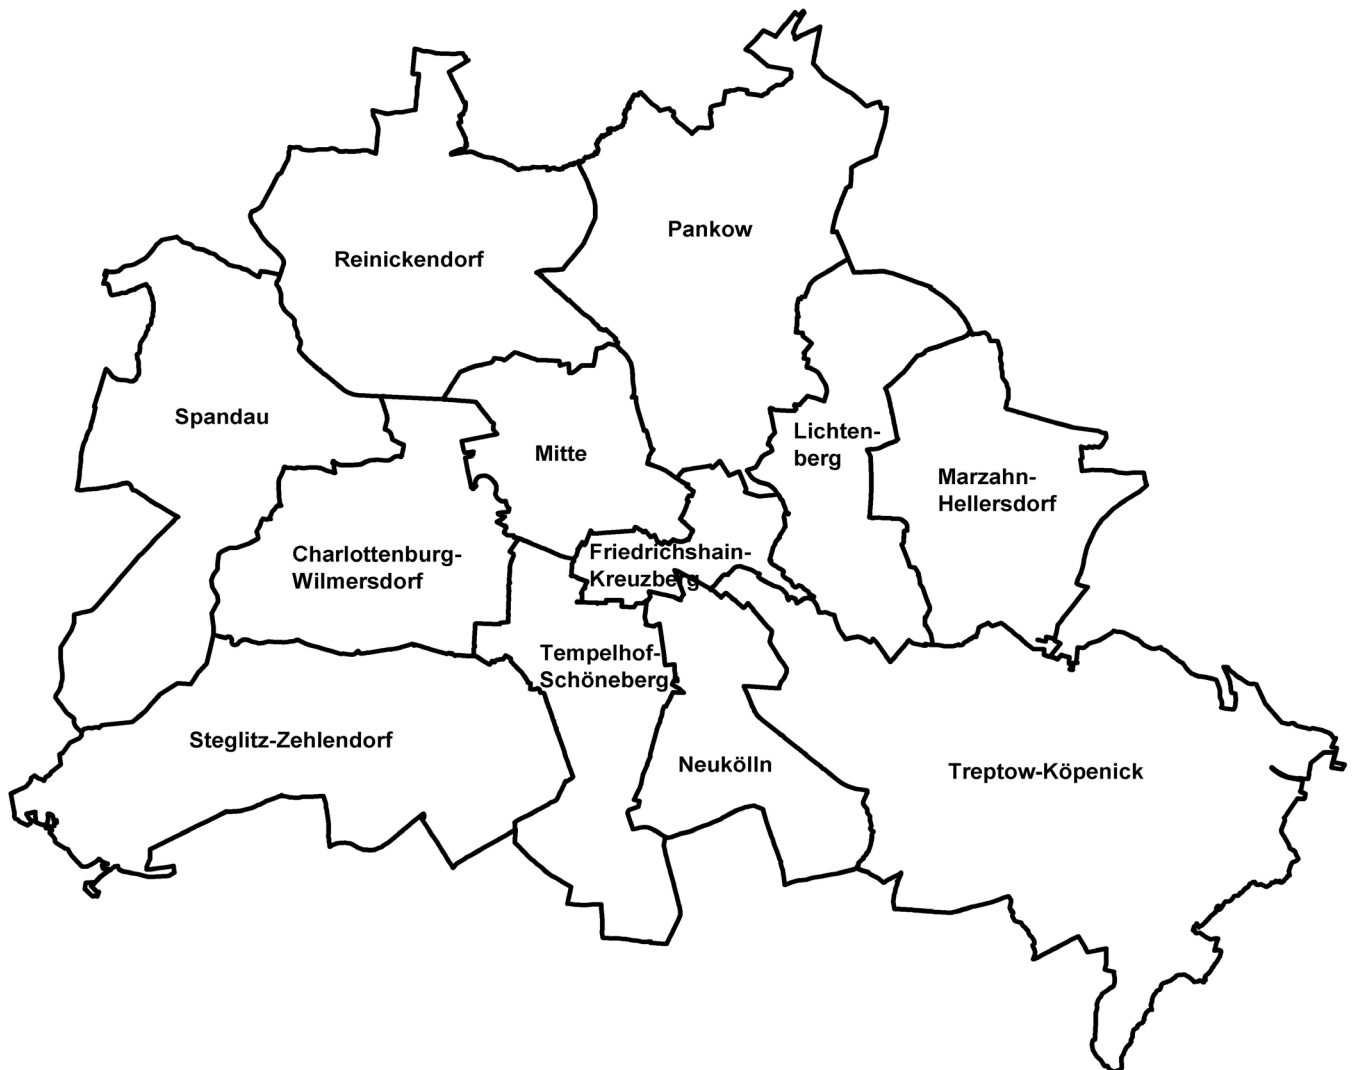 Pankow
Reinickendorf
Spandau
Mitte
Lichten-
berg
Marzahn-
Hellersdorf
Charlottenburg-
Wilmersdorf
Friedrichshain-
Kreuzberg
Tempelhof-
Schöneberg
Steglitz-Zehlendorf
Neukölln
Treptow-Köpenick